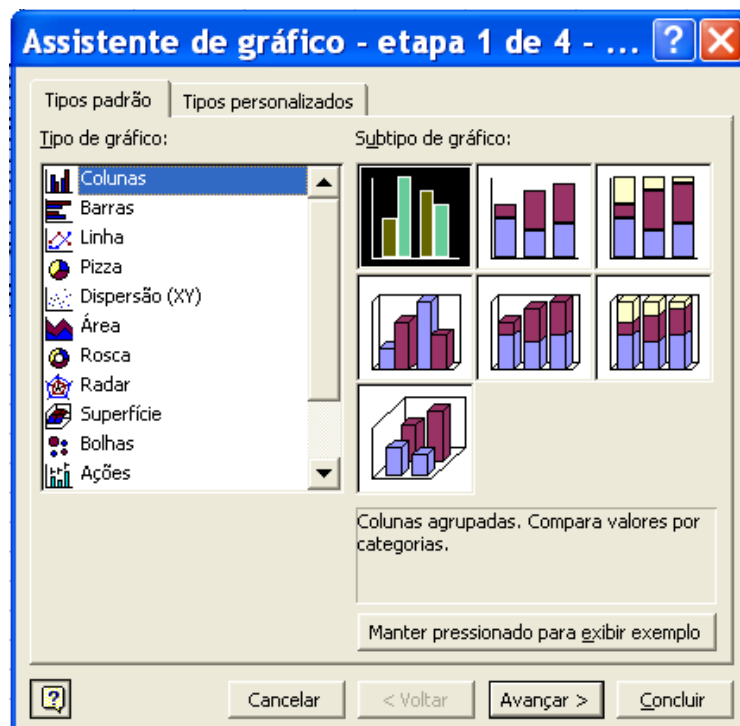 Assistente de gráfico - etapa 1 de 4 - ...
Tipos padrão
Tipos personalizados
Tipo de gráfico:
Colunas
Barras
Linha
Pizza
Dispersão (XY)
Área
Rosca
Radar
Superfície
Bolhas
Ações
Subtipo de gráfico:
Colunas agrupadas. Compara valores por
categorias.
Manter pressionado para exibir exemplo
Cancelar
< Voltar
Avançar >
Concluir